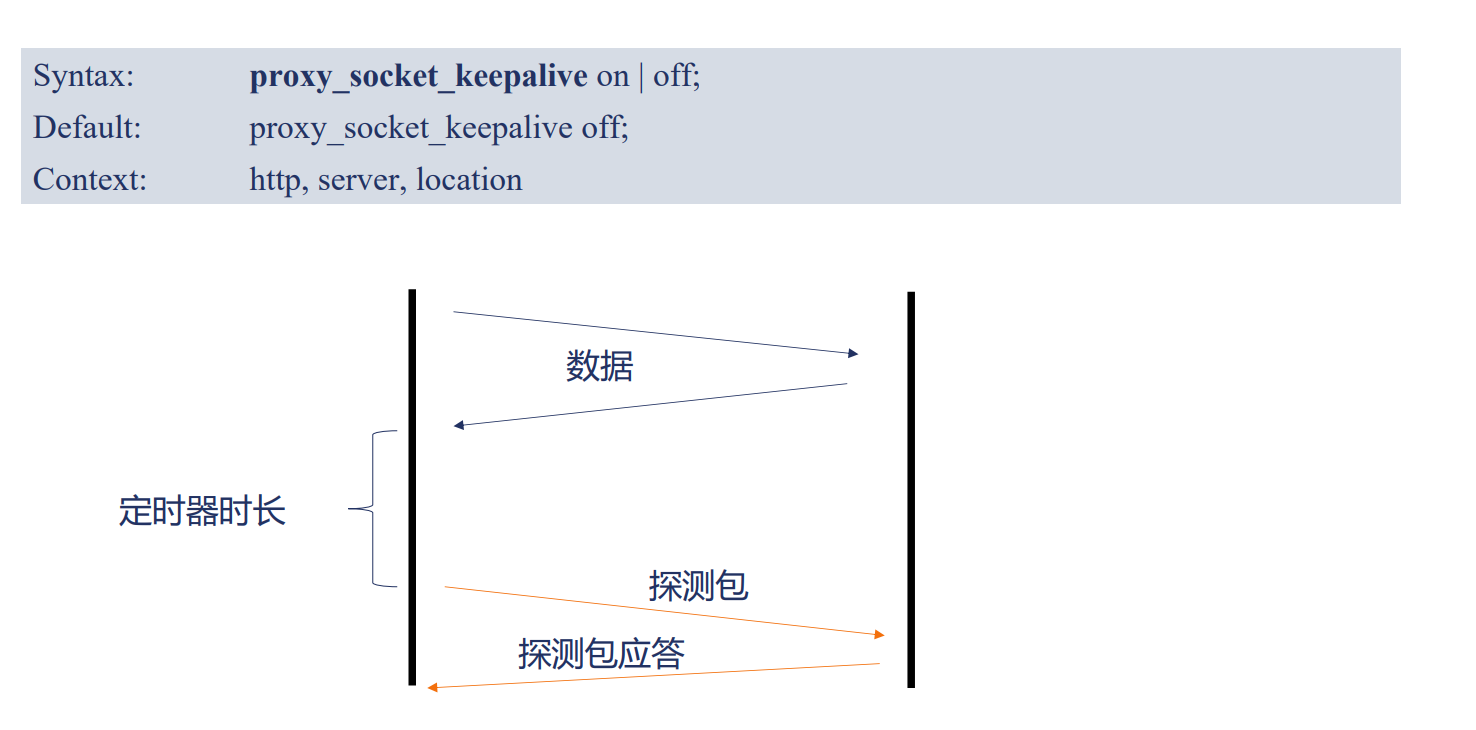 Syntax: proxy_socket_keepalive on | off;
Default: proxy_socket_keepalive off;
Context: http, server, location
数据
定时器时长
探测包
探测包应答